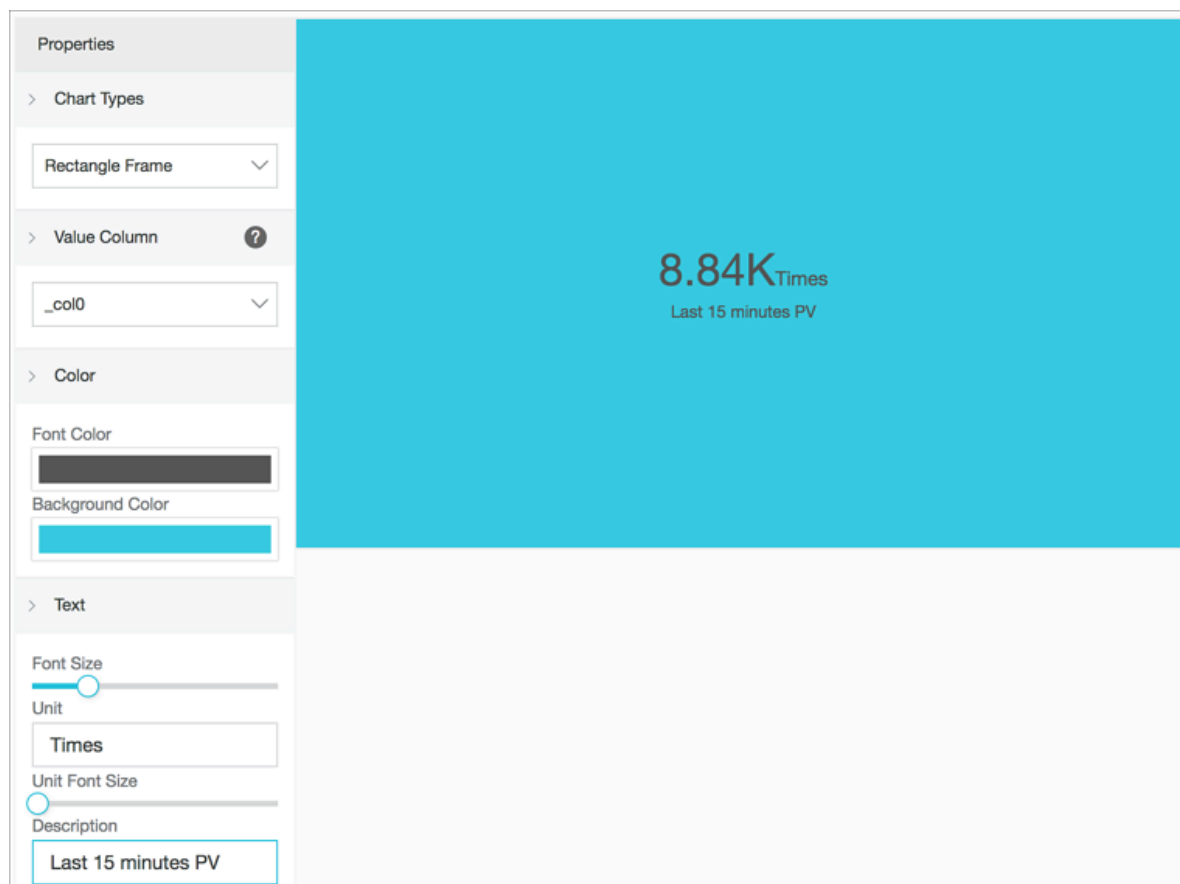 Properties
Chart Types
Rectangle Frame
Value Column ?
_col0
Color
Font Color
Background Color
Text
Font Size
Unit
Times
Unit Font Size
Description
Last 15 minutes PV
8.84KTimes
Last 15 minutes PV